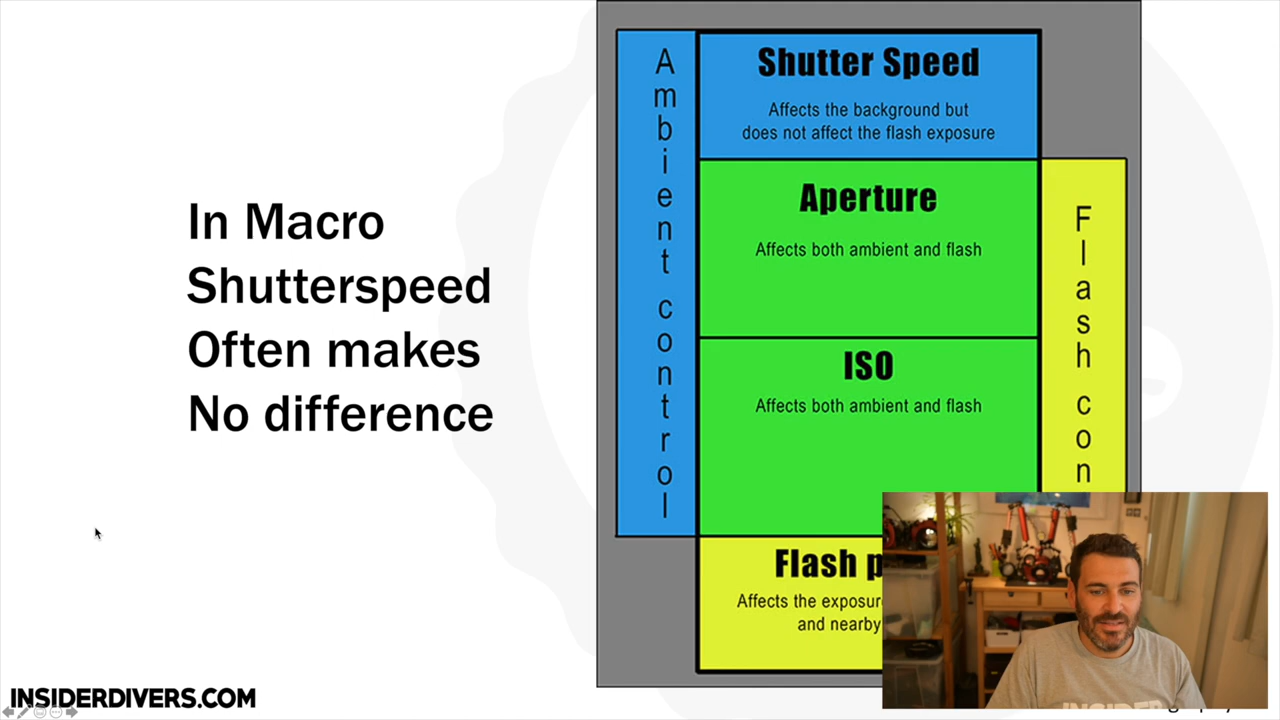 In Macro
Shutterspeed
Often makes
No difference
Ambient control
Shutter Speed
Affects the background but
does not affect the flash exposure
Aperture
Affects both ambient and flash
ISO
Affects both ambient and flash
Flash
Affects the
and nearby
Flash con
INSIDERDIVERS.COM